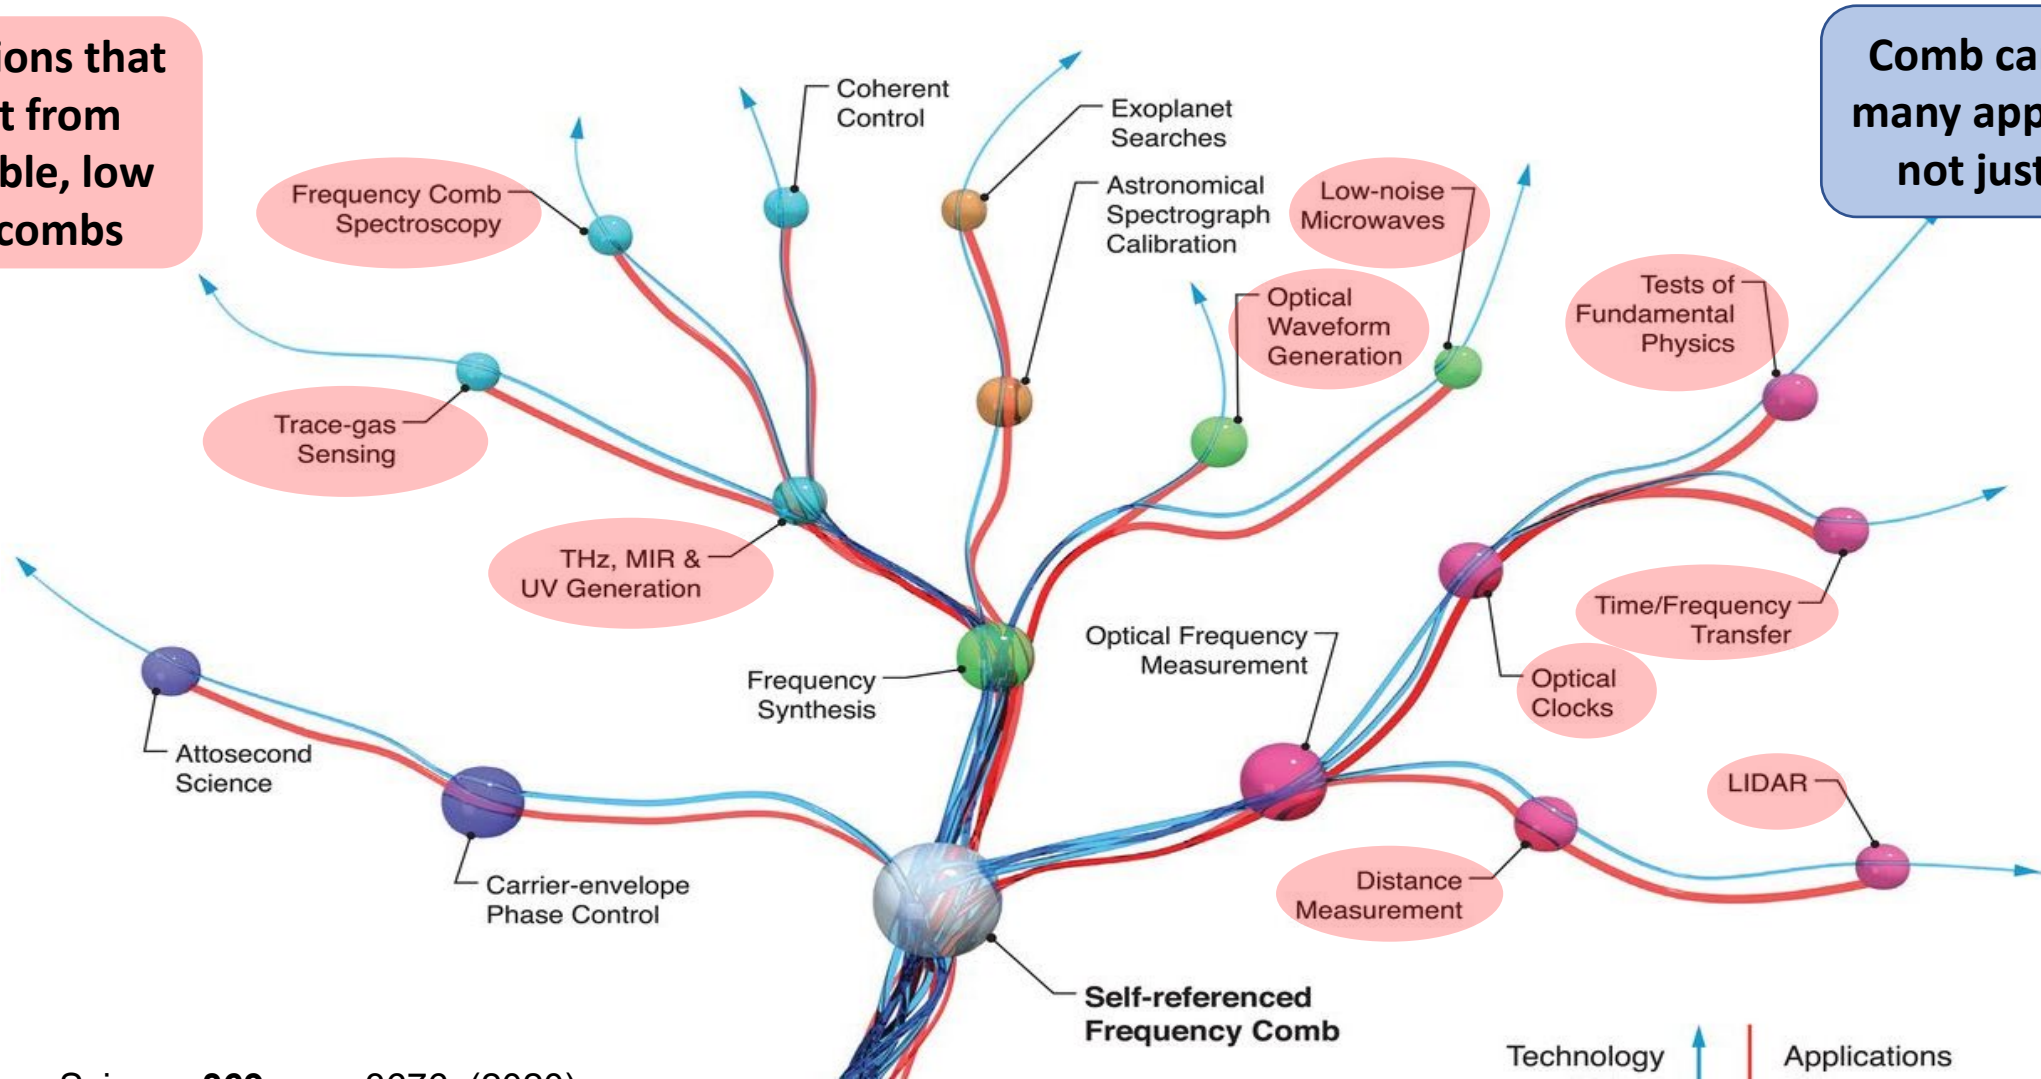 ions that
t from
ble, low
combs
Comb ca
many app
not just
Coherent
Control
Exoplanet
Searches
Astronomical
Spectrograph
Calibration
Low-noise
Microwaves
Frequency Comb
Spectroscopy
Optical
Waveform
Generation
Tests of
Fundamental
Physics
Trace-gas
Sensing
THz, MIR &
UV Generation
Time/Frequency
Transfer
Optical Frequency
Measurement
Frequency
Synthesis
Optical
Clocks
Attosecond
Science
LIDAR
Carrier-envelope
Phase Control
Distance
Measurement
Self-referenced
Frequency Comb
Technology
Applications
(2020)